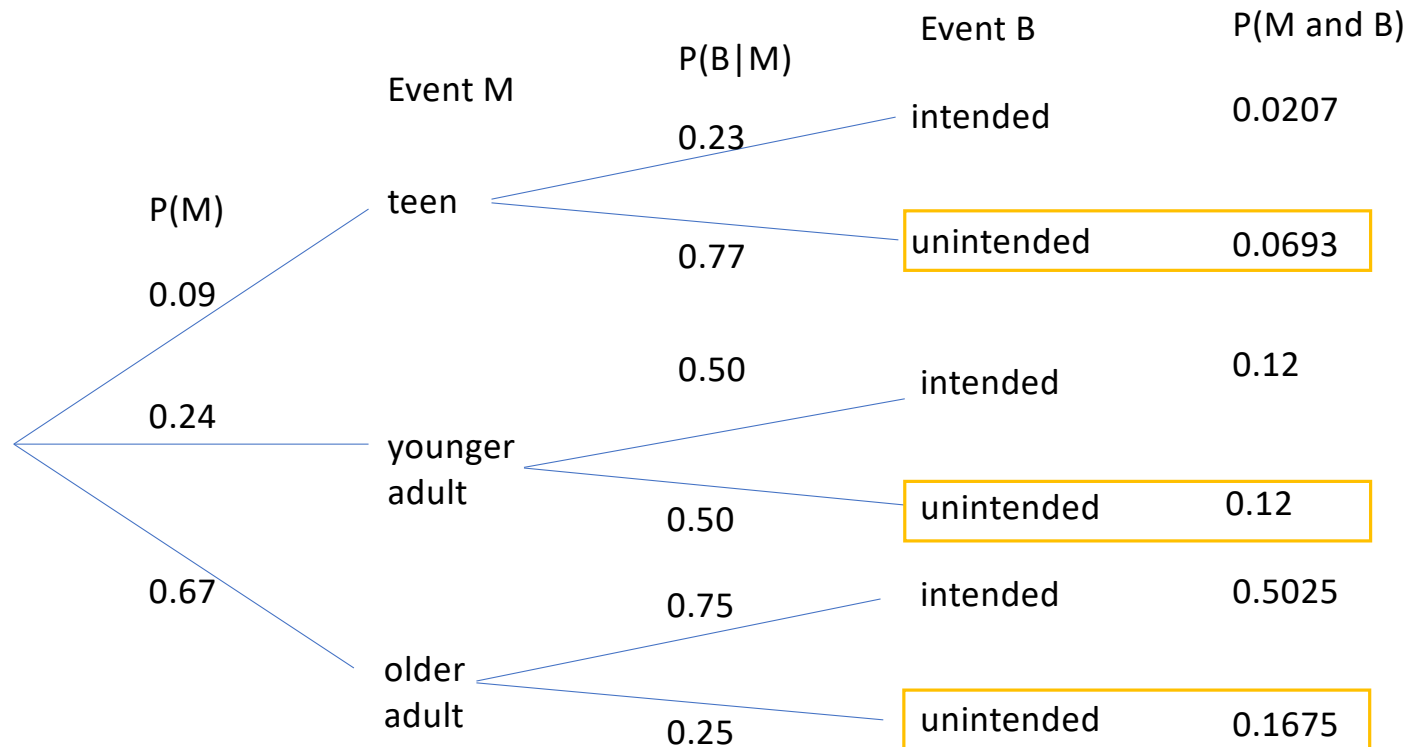 Event B
P(M and B)
P(B|M)
Event M
intended
0.0207
0.23
teen
P(M)
unintended
0.0693
0.77
0.09
0.50
intended
0.12
0.24
younger
adult
unintended
0.12
0.50
0.67
0.75
intended
0.5025
older
adult
unintended
0.1675
0.25